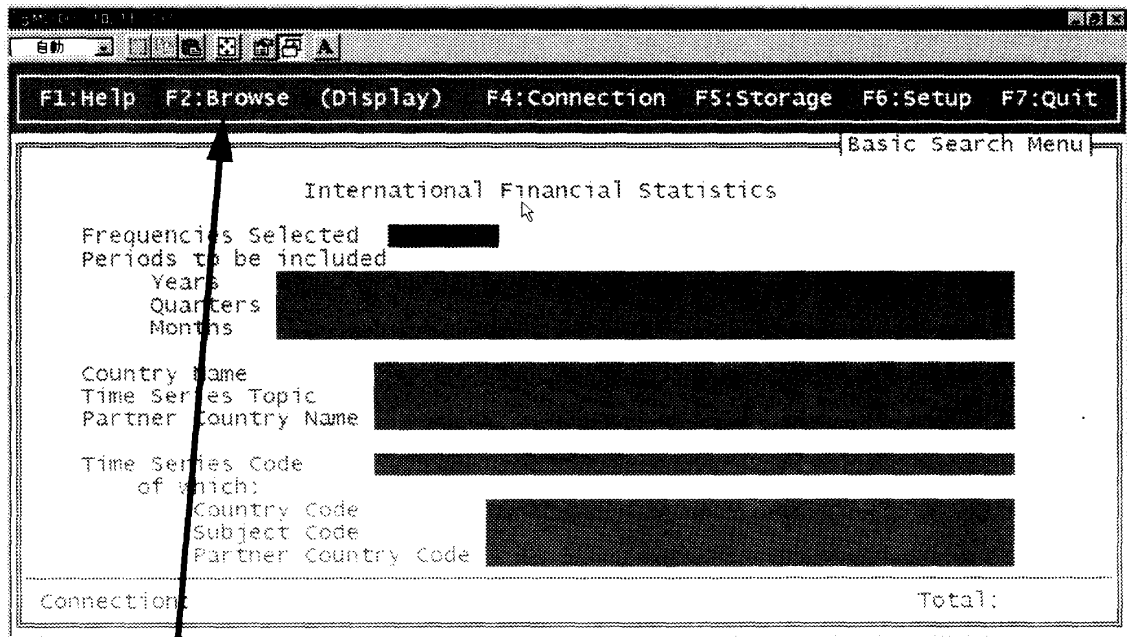 自動
A
F1:Help F2:Browse (Display) F4:Connection F5:Storage F6:Setup F7:Quit
Basic Search Menu
International Financial Statistics
Frequencies Selected
Periods to be included
Years
Quarters
Months
Country Name
Time Series Topic
Partner Country Name
Time Series Code
of which:
Country Code
Subject Code
Partner Country Code
Connection:
Total: